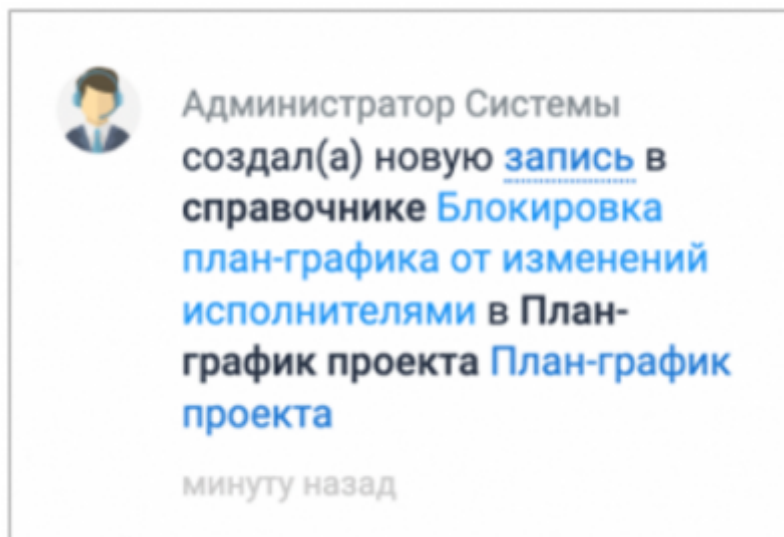 Администратор Системы
создал(а) новую запись в
справочнике Блокировка
план-графика от изменений
исполнителями в План-
график проекта План-график
проекта
минуту назад